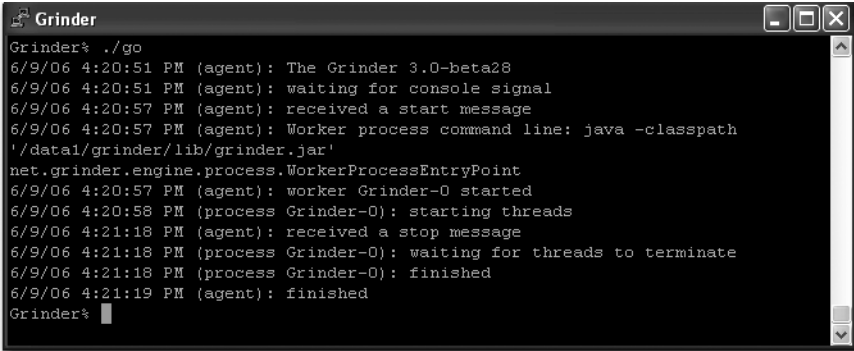 Grinder
Grinder% ./go
6/9/06 4:20:51 PM (agent): The Grinder 3.0-beta28
6/9/06 4:20:51 PM (agent): waiting for console signal
6/9/06 4:20:57 PM (agent): received a start message
6/9/06 4:20:57 PM (agent): Worker process command line: java -classpath
'/data1/grinder/lib/grinder.jar'
net.grinder.engine.process.WorkerProcessEntryPoint
6/9/06 4:20:57 PM (agent): worker Grinder-0 started
6/9/06 4:20:58 PM (process Grinder-0): starting threads
6/9/06 4:21:18 PM (agent): received a stop message
6/9/06 4:21:18 PM (process Grinder-0): waiting for threads to terminate
6/9/06 4:21:18 PM (process Grinder-0): finished
6/9/06 4:21:19 PM (agent): finished
Grinder%